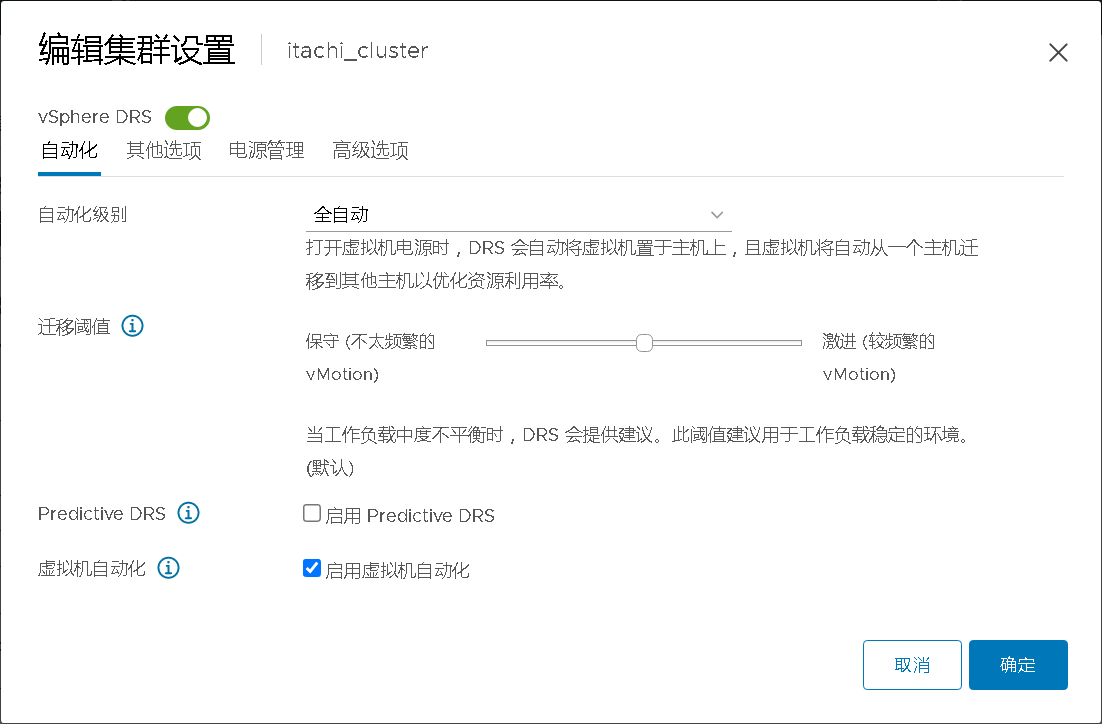 编辑集群设置 itachi_cluster
vSphere DRS
自动化 其他选项 电源管理 高级选项
自动化级别 全自动
打开虚拟机电源时，DRS 会自动将虚拟机置于主机上，且虚拟机将自动从一个主机迁
移到其他主机以优化资源利用率。
迁移阈值 保守 (不太频繁的 激进 (较频繁的
vMotion) vMotion)
当工作负载中度不平衡时，DRS 会提供建议。此阈值建议用于工作负载稳定的环境。
(默认)
Predictive DRS 启用 Predictive DRS
虚拟机自动化 启用虚拟机自动化
取消 确定